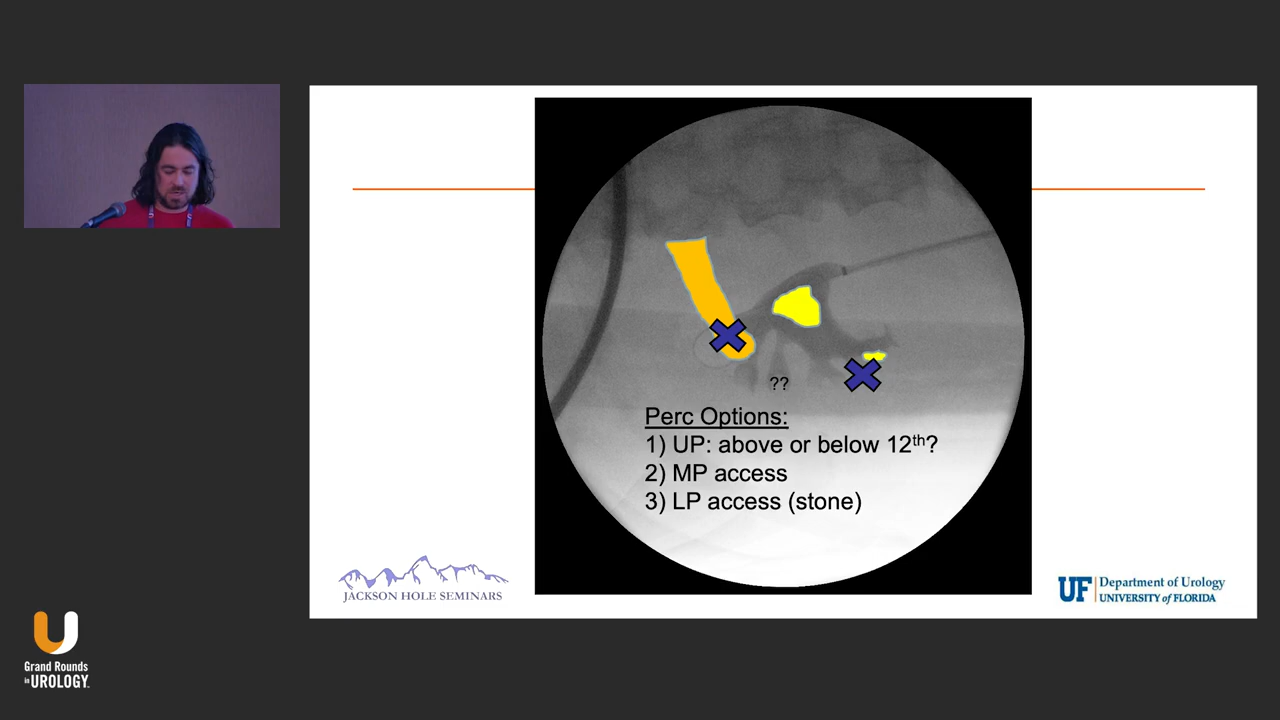 ??
Perc Options:
1) UP: above or below 12th?
2) MP access
3) LP access (stone)
JACKSON HOLE SEMINARS
UF Department of Urology
UNIVERSITY of FLORIDA
Grand Rounds
in UROLOGY